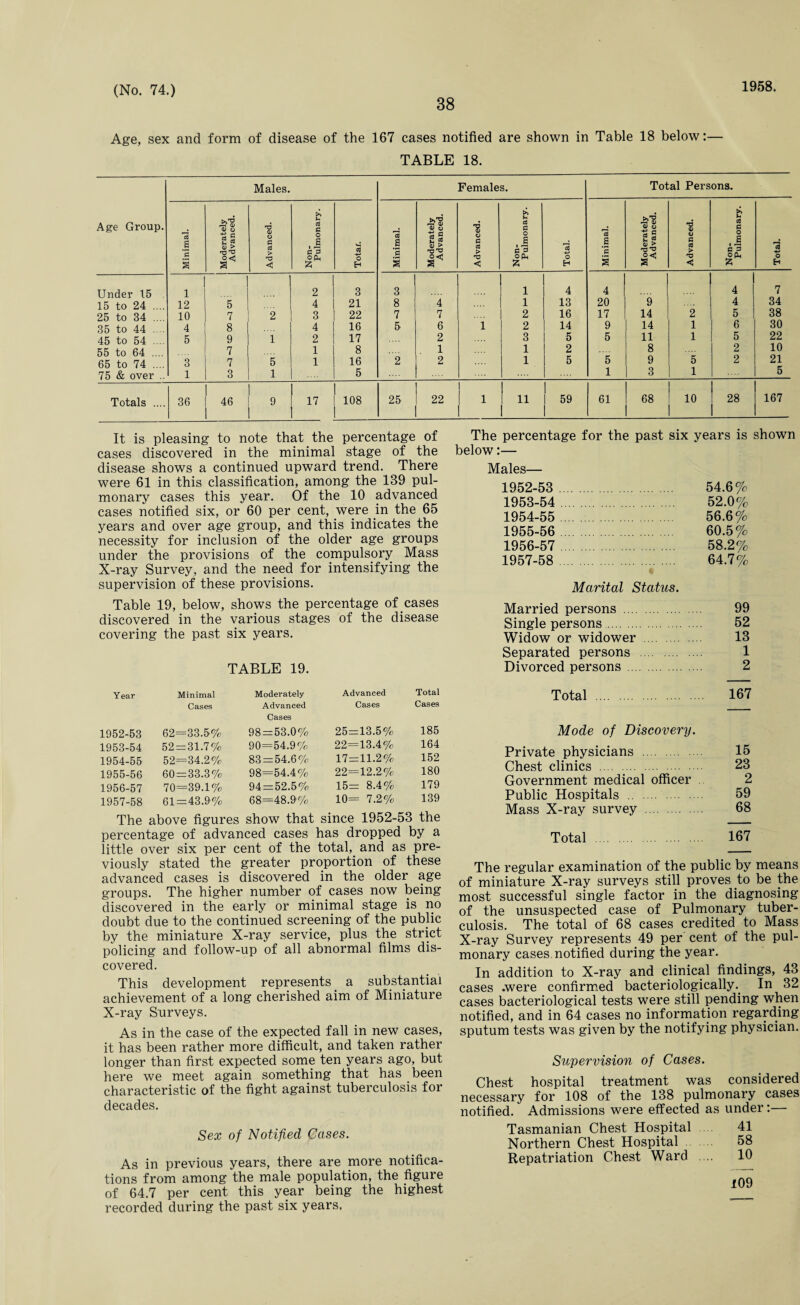 (No. 74.)
1958.
38
Age, sex and form of disease of the 167 cases notified are shown in Table 18 below:—
TABLE 18.
Age Group. | Males. | Females. | Total Persons.
Minimal. | Moderately Advanced. | Advanced. | Non-Pulmonary. | Total. | Minimal. | Moderately Advanced. | Advanced. | Non-Pulmonary. | Total. | Minimal. | Moderately Advanced. | Advanced. | Non-Pulmonary. | Total.
Under 15 | 1 | .... | .... | 2 | 3 | 3 | .... | .... | 1 | 4 | 4 | .... | .... | 4 | 7
15 to 24 .... | 12 | 5 | .... | 4 | 21 | 8 | 4 | .... | 1 | 13 | 20 | 9 | .... | 4 | 34
25 to 34 .... | 10 | 7 | 2 | 3 | 22 | 7 | 7 | .... | 2 | 16 | 17 | 14 | 2 | 5 | 38
35 to 44 .... | 4 | 8 | .... | 4 | 16 | 5 | 6 | 1 | 2 | 14 | 9 | 14 | 1 | 6 | 30
45 to 54 .... | 5 | 9 | 1 | 2 | 17 | .... | 2 | .... | 3 | 5 | 5 | 11 | 1 | 5 | 22
55 to 64 .... | .... | 7 | .... | 1 | 8 | .... | 1 | .... | 1 | 2 | .... | 8 | .... | 2 | 10
65 to 74 .... | 3 | 7 | 5 | 1 | 16 | 2 | 2 | .... | 1 | 5 | 5 | 9 | 5 | 2 | 21
75 & over .. | 1 | 3 | 1 | .... | 5 | .... | .... | .... | .... | .... | 1 | 3 | 1 | .... | 5
Totals .... | 36 | 46 | 9 | 17 | 108 | 25 | 22 | 1 | 11 | 59 | 61 | 68 | 10 | 28 | 167
It is pleasing to note that the percentage of
cases discovered in the minimal stage of the
disease shows a continued upward trend. There
were 61 in this classification, among the 139 pul-
monary cases this year. Of the 10 advanced
cases notified six, or 60 per cent, were in the 65
years and over age group, and this indicates the
necessity for inclusion of the older age groups
under the provisions of the compulsory Mass
X-ray Survey, and the need for intensifying the
supervision of these provisions.
Table 19, below, shows the percentage of cases
discovered in the various stages of the disease
covering the past six years.
TABLE 19.
Year | Minimal Cases | Moderately Advanced Cases | Advanced Cases | Total Cases
1952-53 62=33.5% 98=53.0% 25=13.5% 185
1953-54 52=31.7% 90=54.9% 22=13.4% 164
1954-55 52=34.2% 83=54.6% 17=11.2% 152
1955-56 60=33.3% 98=54.4% 22=12.2% 180
1956-57 70=39.1% 94=52.5% 15= 8.4% 179
1957-58 61=43.9% 68=48.9% 10= 7.2% 139
The above figures show that since 1952-53 the
percentage of advanced cases has dropped by a
little over six per cent of the total, and as pre-
viously stated the greater proportion of these
advanced cases is discovered in the older age
groups. The higher number of cases now being
discovered in the early or minimal stage is no
doubt due to the continued screening of the public
by the miniature X-ray service, plus the strict
policing and follow-up of all abnormal films dis-
covered.
This development represents a substantial
achievement of a long cherished aim of Miniature
X-ray Surveys.
As in the case of the expected fall in new cases,
it has been rather more difficult, and taken rather
longer than first expected some ten years ago, but
here we meet again something that has been
characteristic of the fight against tuberculosis for
decades.
Sex of Notified Cases.
As in previous years, there are more notifica-
tions from among the male population, the figure
of 64.7 per cent this year being the highest
recorded during the past six years.
The percentage for the past six years is shown
below:—
Males—
1952-53 .... .... .... .... .... 54.6%
1953-54 .... .... .... .... .... 52.0%
1954-55 .... .... .... .... .... 56.6%
1955-56 .... .... .... .... .... 60.5%
1956-57 .... .... .... .... .... 58.2%
1957-58 .... .... .... .... .... 64.7%
Marital Status.
Married persons .... .... .... .... 99
Single persons .... .... .... .... 52
Widow or widower .... .... .... 13
Separated persons .... .... .... 1
Divorced persons .... .... .... .... 2
Total .... .... .... .... .... 167
Mode of Discovery.
Private physicians .... .... .... 15
Chest clinics .... .... .... .... 23
Government medical officer 2
Public Hospitals .... .... .... 59
Mass X-ray survey .... .... .... 68
Total .... .... .... .... .... 167
The regular examination of the public by means
of miniature X-ray surveys still proves to be the
most successful single factor in the diagnosing
of the unsuspected case of Pulmonary tuber-
culosis. The total of 68 cases credited to Mass
X-ray Survey represents 49 per cent of the pul-
monary cases notified during the year.
In addition to X-ray and clinical findings, 43
cases were confirmed bacteriologically. In 32
cases bacteriological tests were still pending when
notified, and in 64 cases no information regarding
sputum tests was given by the notifying physician.
Supervision of Cases.
Chest hospital treatment was considered
necessary for 108 of the 138 pulmonary cases
notified. Admissions were effected as under:—
Tasmanian Chest Hospital .... 41
Northern Chest Hospital .... 58
Repatriation Chest Ward .... 10
109